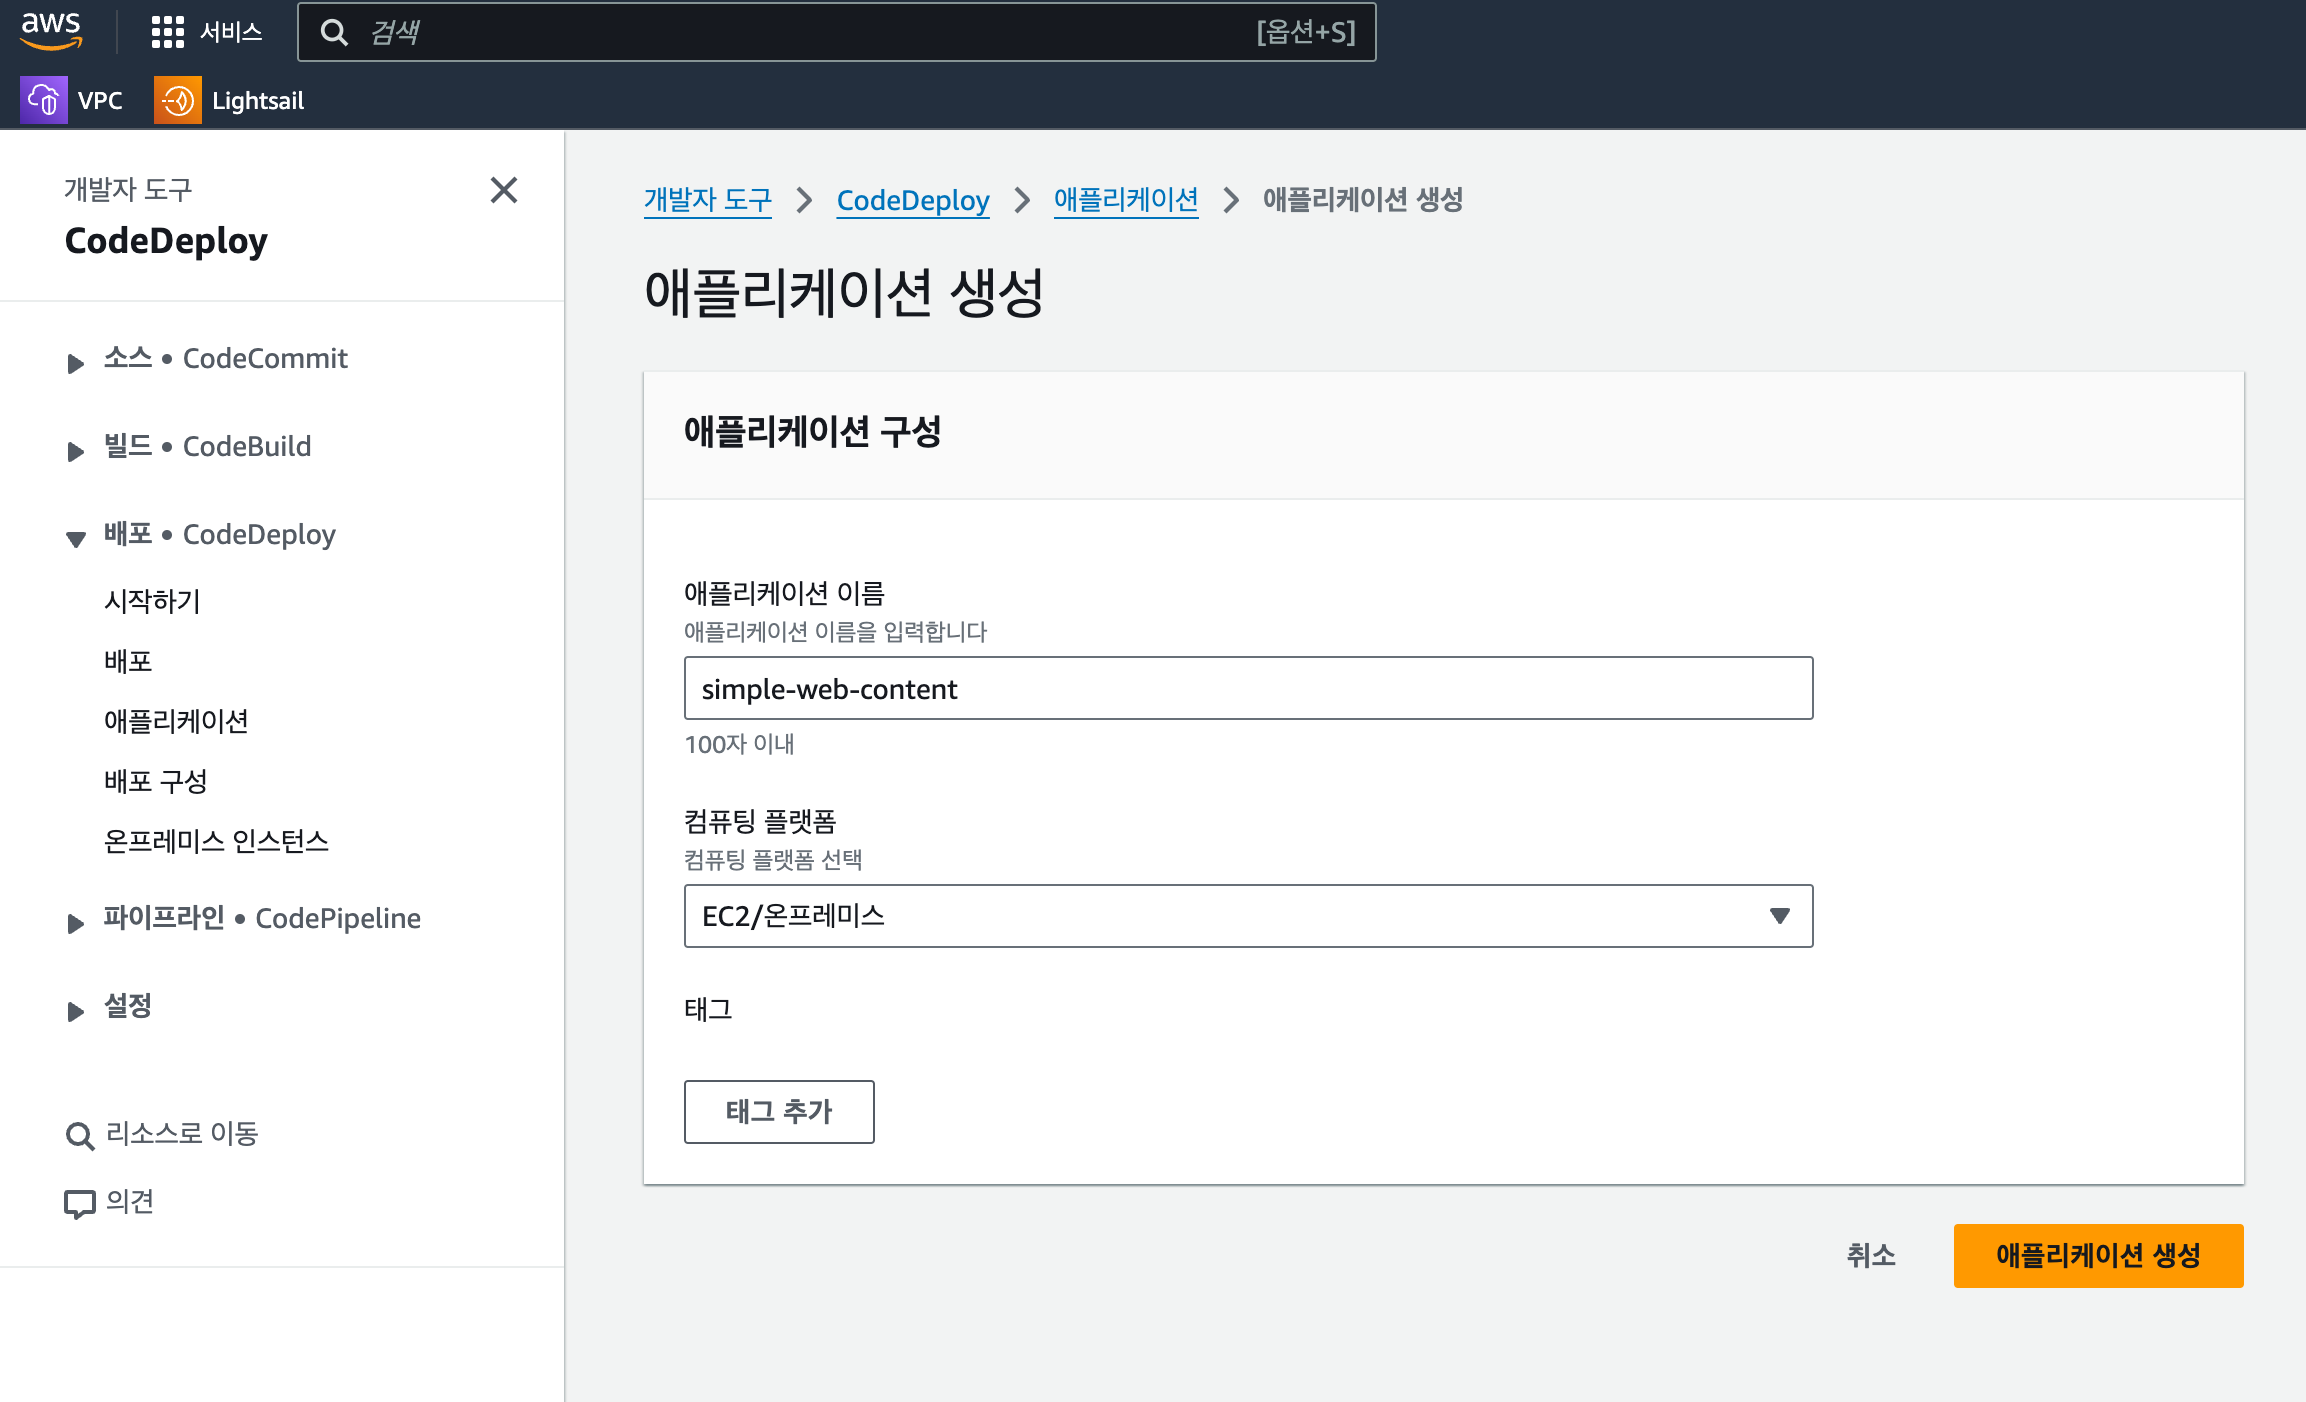 aws
서비스
검색
[옵션+S]
VPC
Lightsail
개발자 도구
CodeDeploy
소스 • CodeCommit
빌드 • CodeBuild
배포 • CodeDeploy
시작하기
배포
애플리케이션
배포 구성
온프레미스 인스턴스
파이프라인 • CodePipeline
설정
리소스로 이동
의견
개발자 도구 > CodeDeploy > 애플리케이션 > 애플리케이션 생성
애플리케이션 생성
애플리케이션 구성
애플리케이션 이름
애플리케이션 이름을 입력합니다
simple-web-content
100자 이내
컴퓨팅 플랫폼
컴퓨팅 플랫폼 선택
EC2/온프레미스
태그
태그 추가
취소
애플리케이션 생성